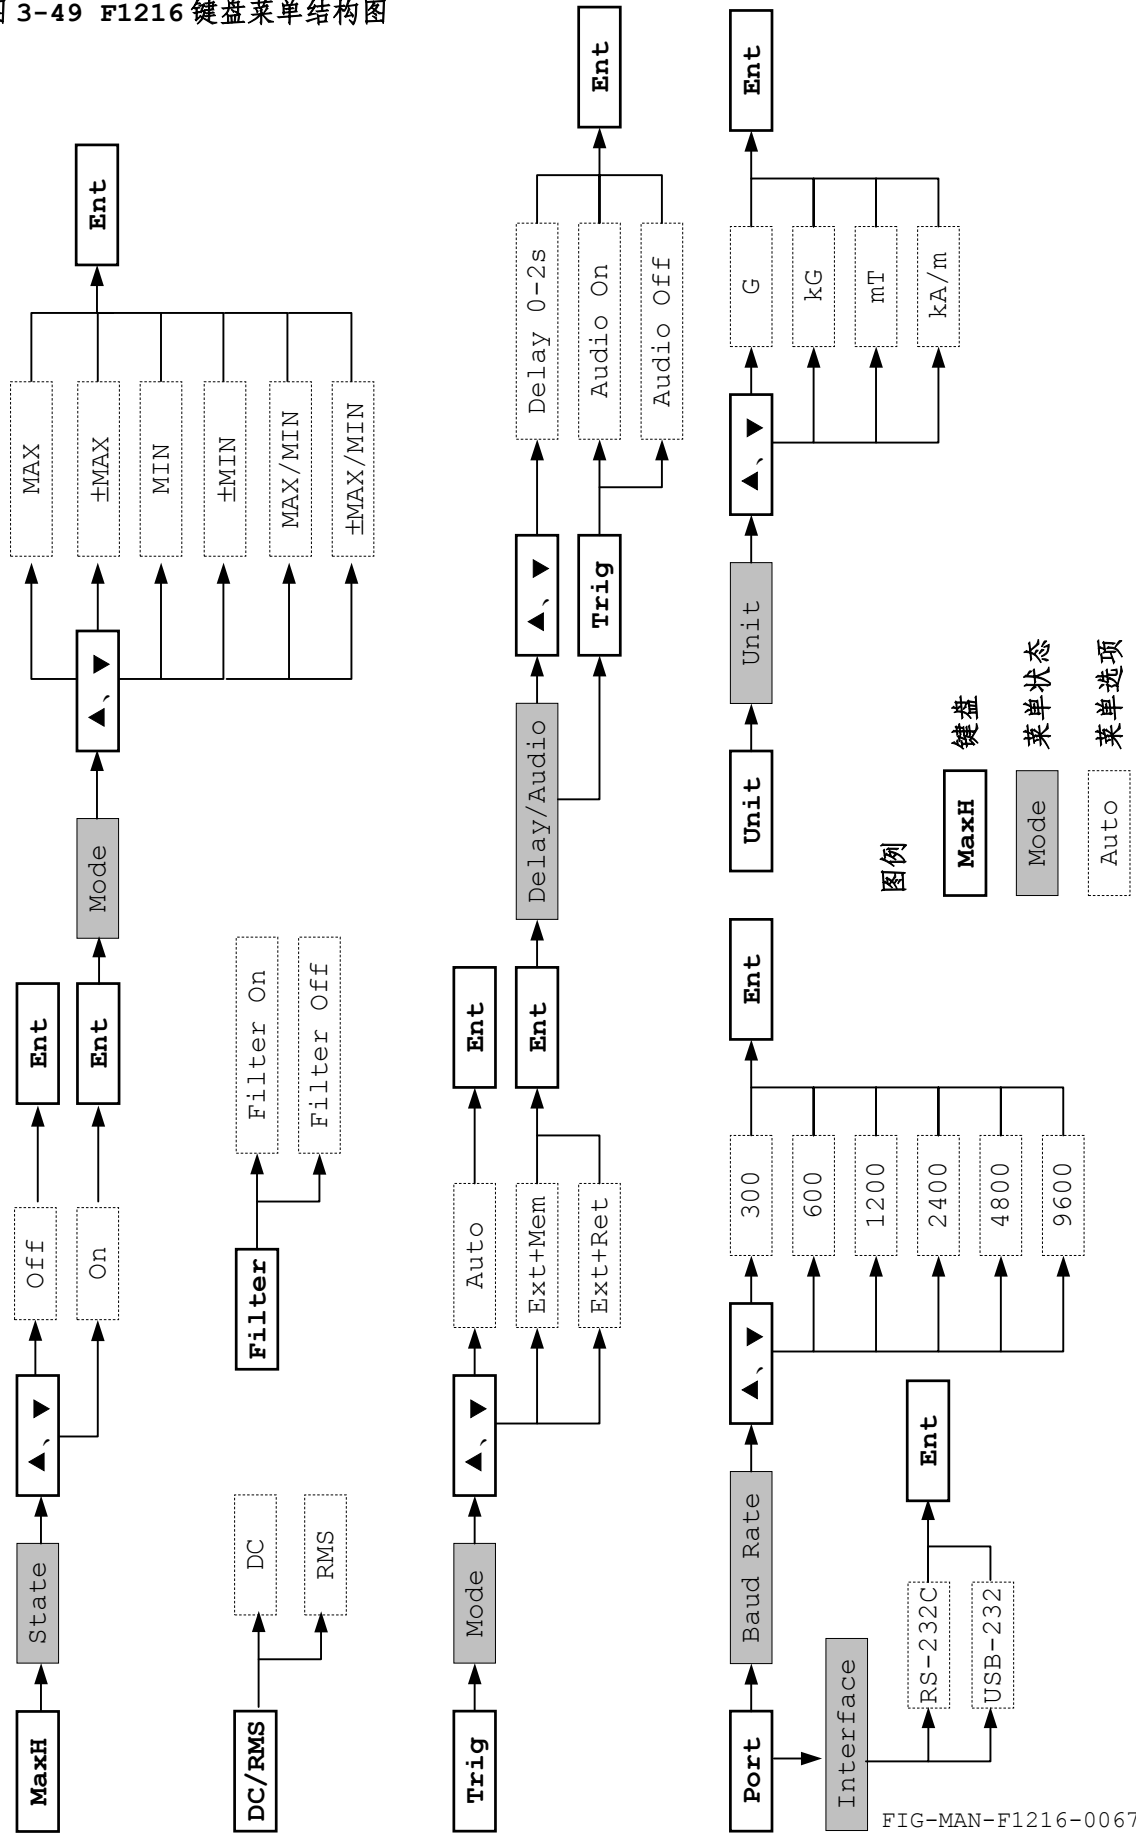 3-49 F1216键盘菜单结构图
MaxH
State
▲、▼
Off
On
Ent
Ent
Mode
▲、▼
MAX
±MAX
MIN
±MIN
MAX/MIN
±MAX/MIN
Ent
DC/RMS
DC
RMS
Filter
Filter On
Filter Off
Trig
Mode
▲、▼
Auto
Ext+Mem
Ext+Ret
Ent
Ent
Delay/Audio
▲、▼
Trig
Delay 0-2s
Audio On
Audio Off
Ent
Port
Baud Rate
▲、▼
300
600
1200
2400
4800
9600
Ent
Interface
RS-232C
USB-232
Ent
Unit
Unit
▲、▼
G
kG
mT
kA/m
Ent
图例
MaxH 键盘
Mode 菜单状态
Auto 菜单选项
FIG-MAN-F1216-0067